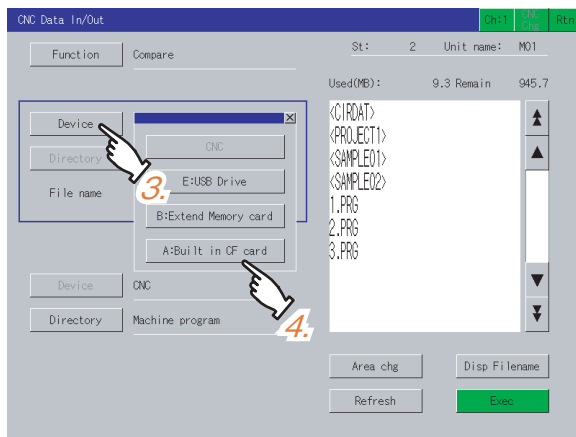 CNC Data In/Out Ch:1 CNC Chg Rtn
Function Compare
St: 2 Unit name: M01
Used(MB): 9.3 Remain 945.7
Device
Directory
File name
CNC
E:USB Drive
B:Extend Memory card
A:Built in CF card
3.
4.
<CIRDAT>
<PROJECT1>
<SAMPLE01>
<SAMPLE02>
1.PRG
2.PRG
3.PRG
Device CNC
Directory Machine program
Area chg Disp Filename
Refresh Exec